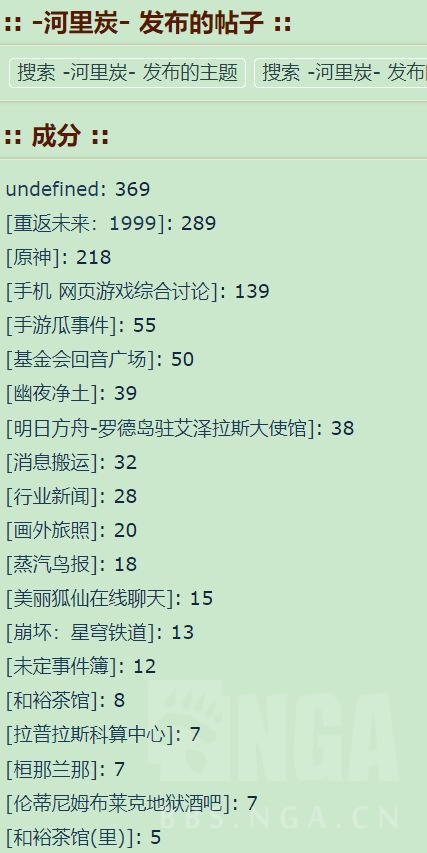 :: -河里炭- 发布的帖子 ::
搜索 -河里炭- 发布的主题 搜索 -河里炭- 发布
:: 成分 ::
undefined: 369
[重返未来：1999]: 289
[原神]: 218
[手机 网页游戏综合讨论]: 139
[手游瓜事件]: 55
[基金会回音广场]: 50
[幽夜净土]: 39
[明日方舟-罗德岛驻艾泽拉斯大使馆]: 38
[消息搬运]: 32
[行业新闻]: 28
[画外旅照]: 20
[蒸汽鸟报]: 18
[美丽狐仙在线聊天]: 15
[崩坏：星穹铁道]: 13
[未定事件簿]: 12
[和裕茶馆]: 8
[拉普拉斯科算中心]: 7
[桓那兰那]: 7
[伦蒂尼姆布莱克地狱酒吧]: 7
[和裕茶馆(里)]: 5
NGA
BBS.NGA.CN